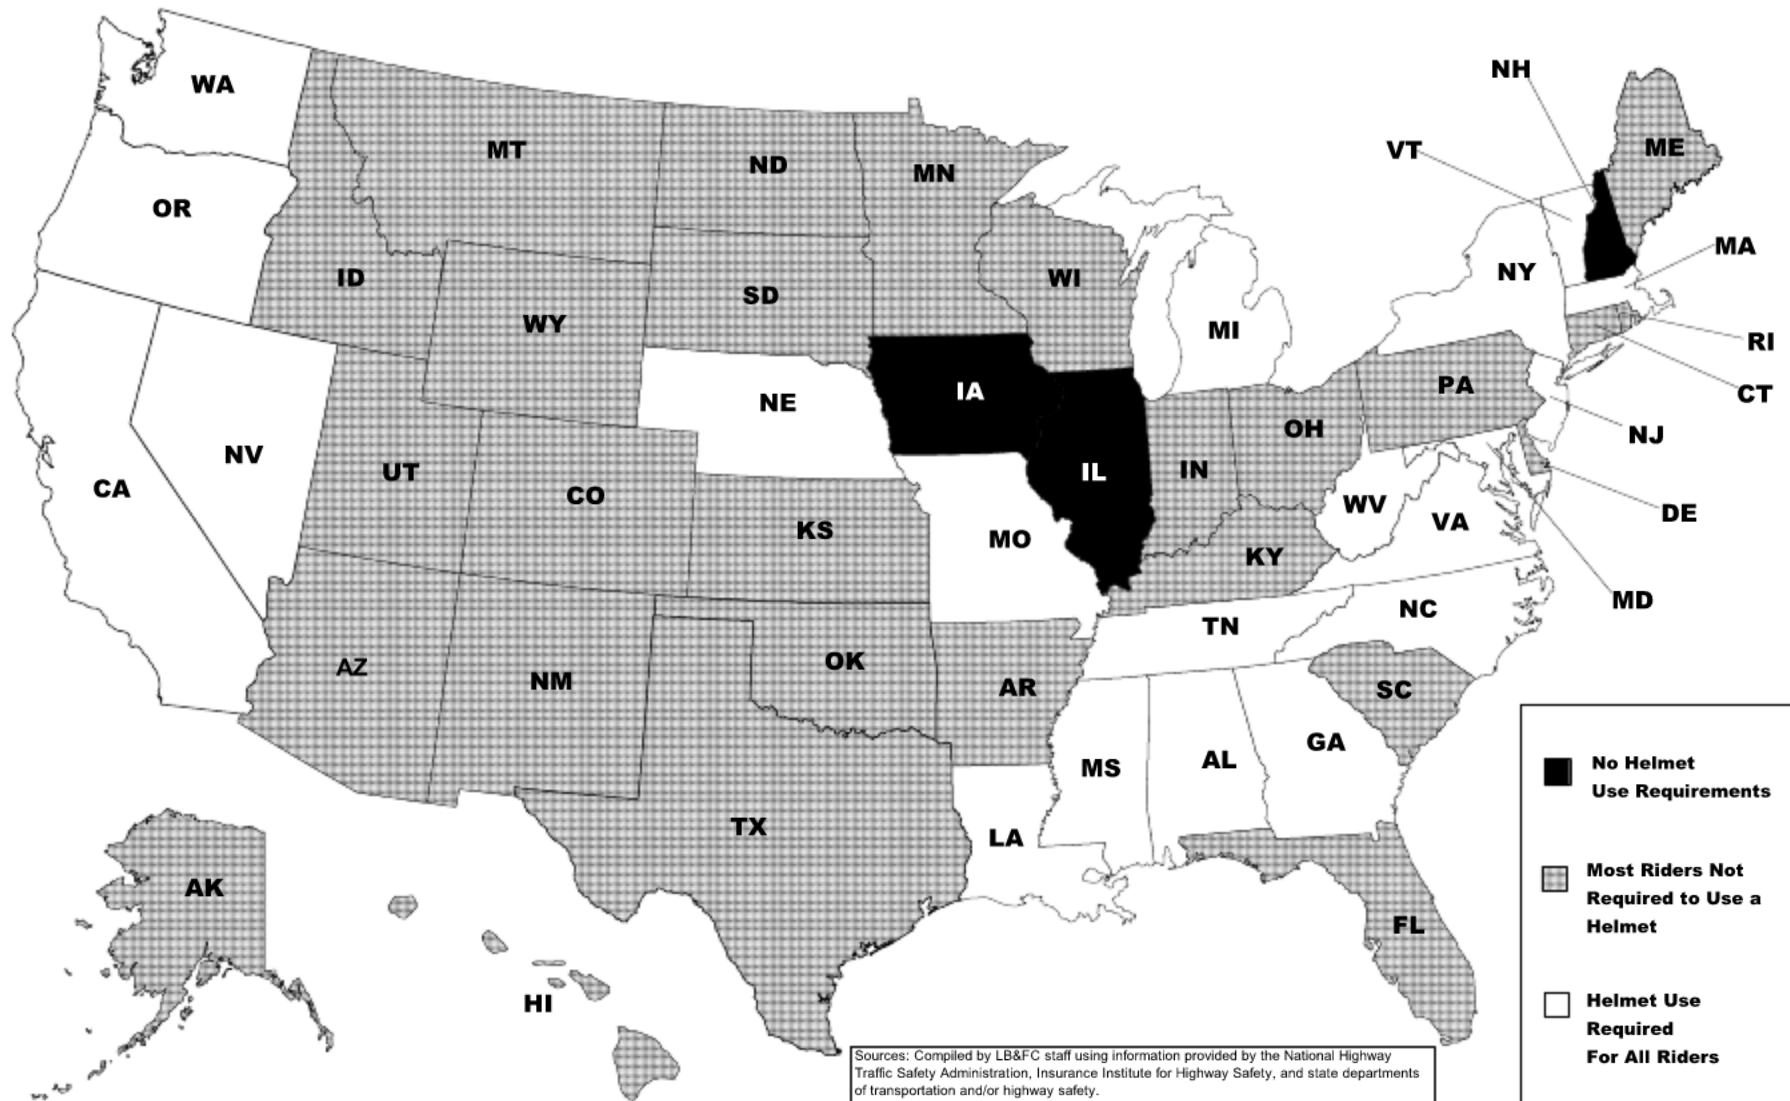 NH
WA
VT
ME
MT
ND
MN
OR
MA
NY
ID
WI
SD
WY
MI
RI
IA
PA
CT
NE
OH
NJ
NV
UT
IL
IN
CA
CO
WV
DE
VA
KS
MO
KY
MD
NC
TN
AZ
OK
NM
AR
SC
GA
AL
MS
TX
LA
AK
FL
HI
No Helmet
Use Requirements
Most Riders Not
Required to Use a
Helmet
Helmet Use
Required
For All Riders
Sources: Compiled by LB&FC staff using information provided by the National Highway
Traffic Safety Administration, Insurance Institute for Highway Safety, and state departments
of transportation and/or highway safety.